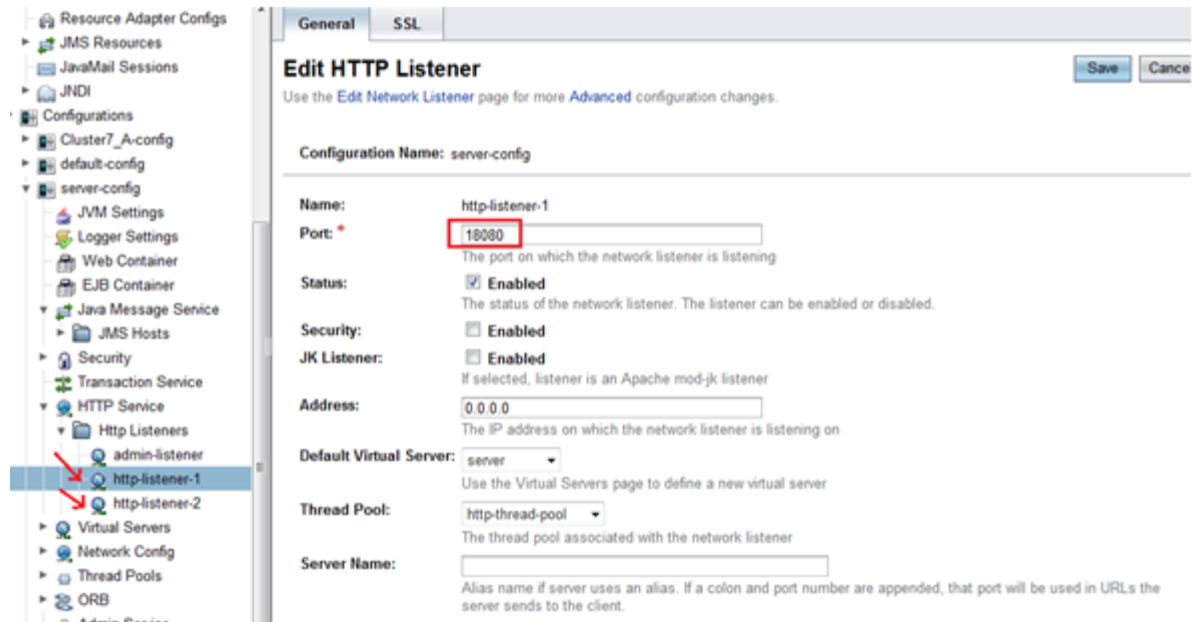 Resource Adapter Configs
JMS Resources
JavaMail Sessions
JNDI
Configurations
Cluster7_A-config
default-config
server-config
JVM Settings
Logger Settings
Web Container
EJB Container
Java Message Service
JMS Hosts
Security
Transaction Service
HTTP Service
Http Listeners
admin-listener
http-listener-1
http-listener-2
Virtual Servers
Network Config
Thread Pools
ORB
Admin Service
General SSL
Edit HTTP Listener
Save Cance
Use the Edit Network Listener page for more Advanced configuration changes.
Configuration Name: server-config
Name: http-listener-1
Port: * 18080
The port on which the network listener is listening
Status: Enabled
The status of the network listener. The listener can be enabled or disabled.
Security: Enabled
JK Listener: Enabled
If selected, listener is an Apache mod-jk listener
Address: 0.0.0.0
The IP address on which the network listener is listening on
Default Virtual Server: server
Use the Virtual Servers page to define a new virtual server
Thread Pool: http-thread-pool
The thread pool associated with the network listener
Server Name:
Alias name if server uses an alias. If a colon and port number are appended, that port will be used in URLs the
server sends to the client.